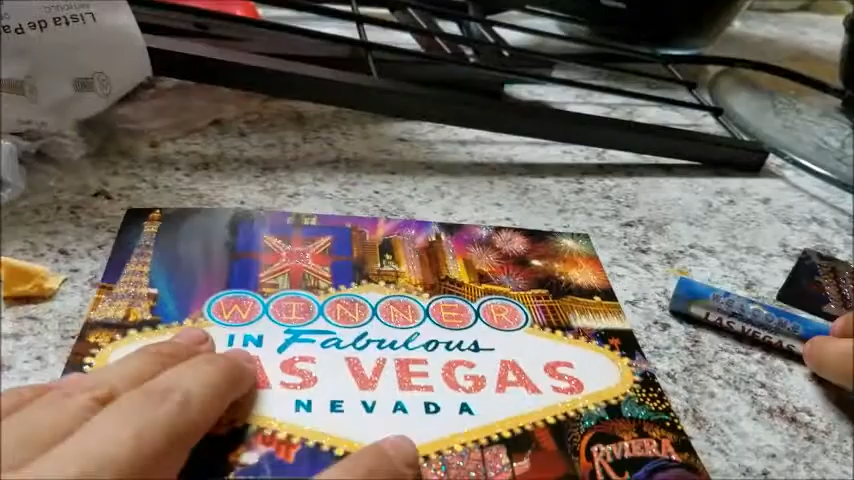 Lista de Pa
WINNER
IN Fabulous
LAS VEGAS
NEVADA
RIVIERA
LAS VEGAS